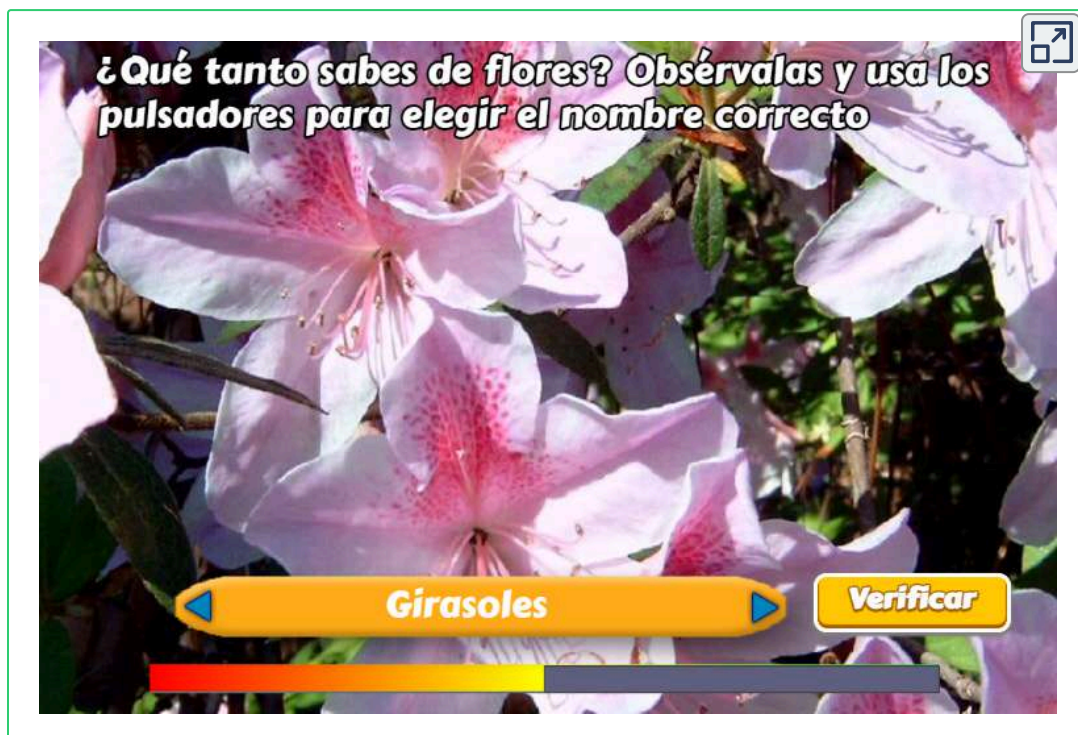 ¿Qué tanto sabes de flores? Obsérvalas y usa los
pulsadores para elegir el nombre correcto
Girasoles
Verificar